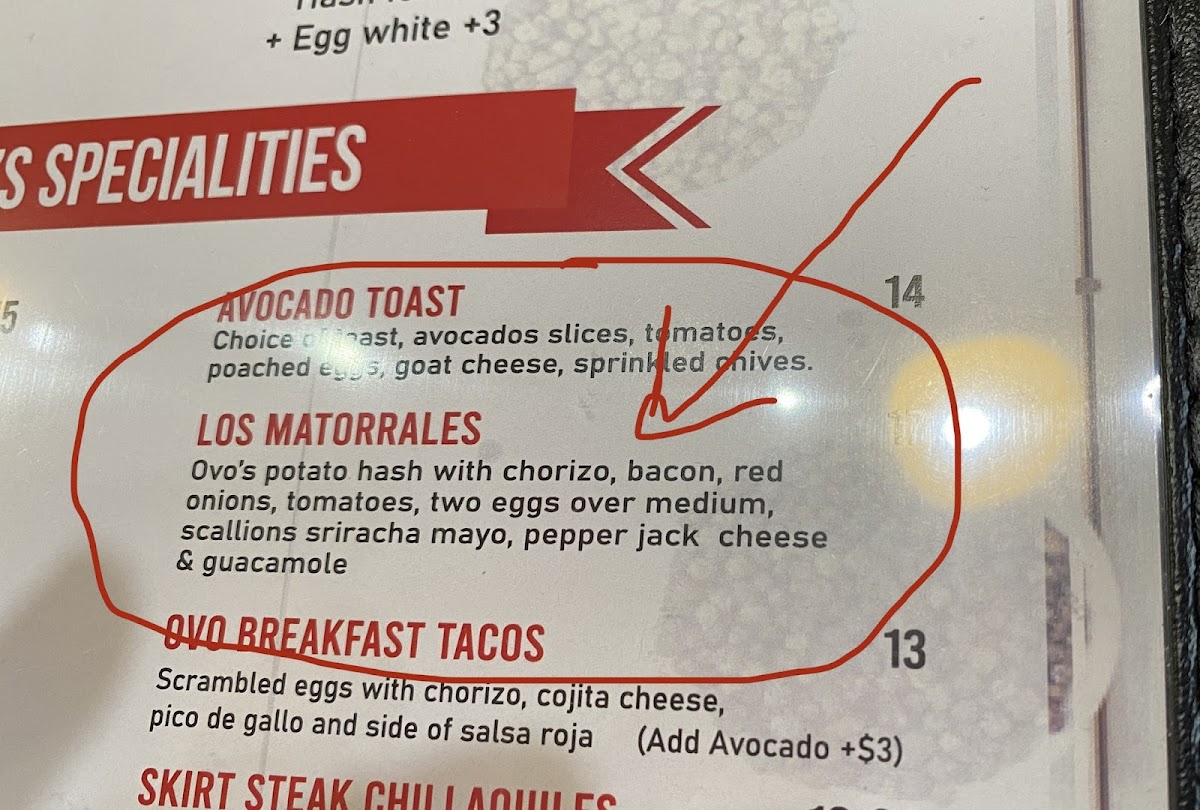 + Egg white +3
SPECIALITIES
AVOCADO TOAST 14
Choice of toast, avocados slices, tomatoes,
poached eggs, goat cheese, sprinkled chives.
LOS MATORRALES
Ovo's potato hash with chorizo, bacon, red
onions, tomatoes, two eggs over medium,
scallions sriracha mayo, pepper jack cheese
& guacamole
OVO BREAKFAST TACOS 13
Scrambled eggs with chorizo, cojita cheese,
pico de gallo and side of salsa roja (Add Avocado +$3)
SKIRT STEAK CHILLAQUILES